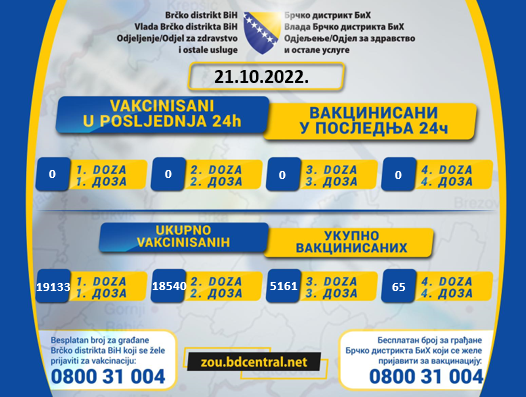 Brčko distrikt BiH
Vlada Brčko distrikta BiH
Odjeljenje/Odjel za zdravstvo
i ostale usluge
Брчко дистрикт БиХ
Влада Брчко дистрикта БиХ
Одјељење/Одјел за здравство
и остале услуге
21.10.2022.
VAKCINISANI
U POSLJEDNJA 24h
ВАКЦИНИСАНИ
У ПОСЛЕДЊА 24ч
0
1. DOZA
1. ДОЗА
0
2. DOZA
2. ДОЗА
0
3. DOZA
3. ДОЗА
0
4. DOZA
4. ДОЗА
UKUPNO
VAKCINISANIH
УКУПНО
ВАКЦИНИСАНИХ
19133
1. DOZA
1. ДОЗА
18540
2. DOZA
2. ДОЗА
5161
3. DOZA
3. ДОЗА
65
4. DOZA
4. ДОЗА
Besplatan broj za građane
Brčko distrikta BiH koji se žele
prijaviti za vakcinaciju:
0800 31 004
zou.bdcentral.net
Бесплатан број за грађане
Брчко дистрикта БиХ који се желе
пријавити за вакцинацију:
0800 31 004